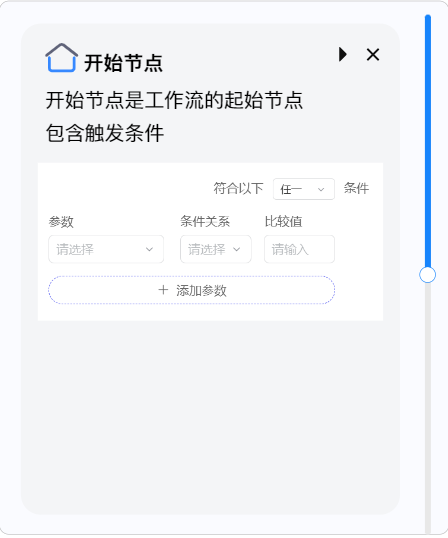 开始节点
开始节点是工作流的起始节点
包含触发条件
符合以下 任一 条件
参数 条件关系 比较值
请选择 请选择 请输入
+ 添加参数